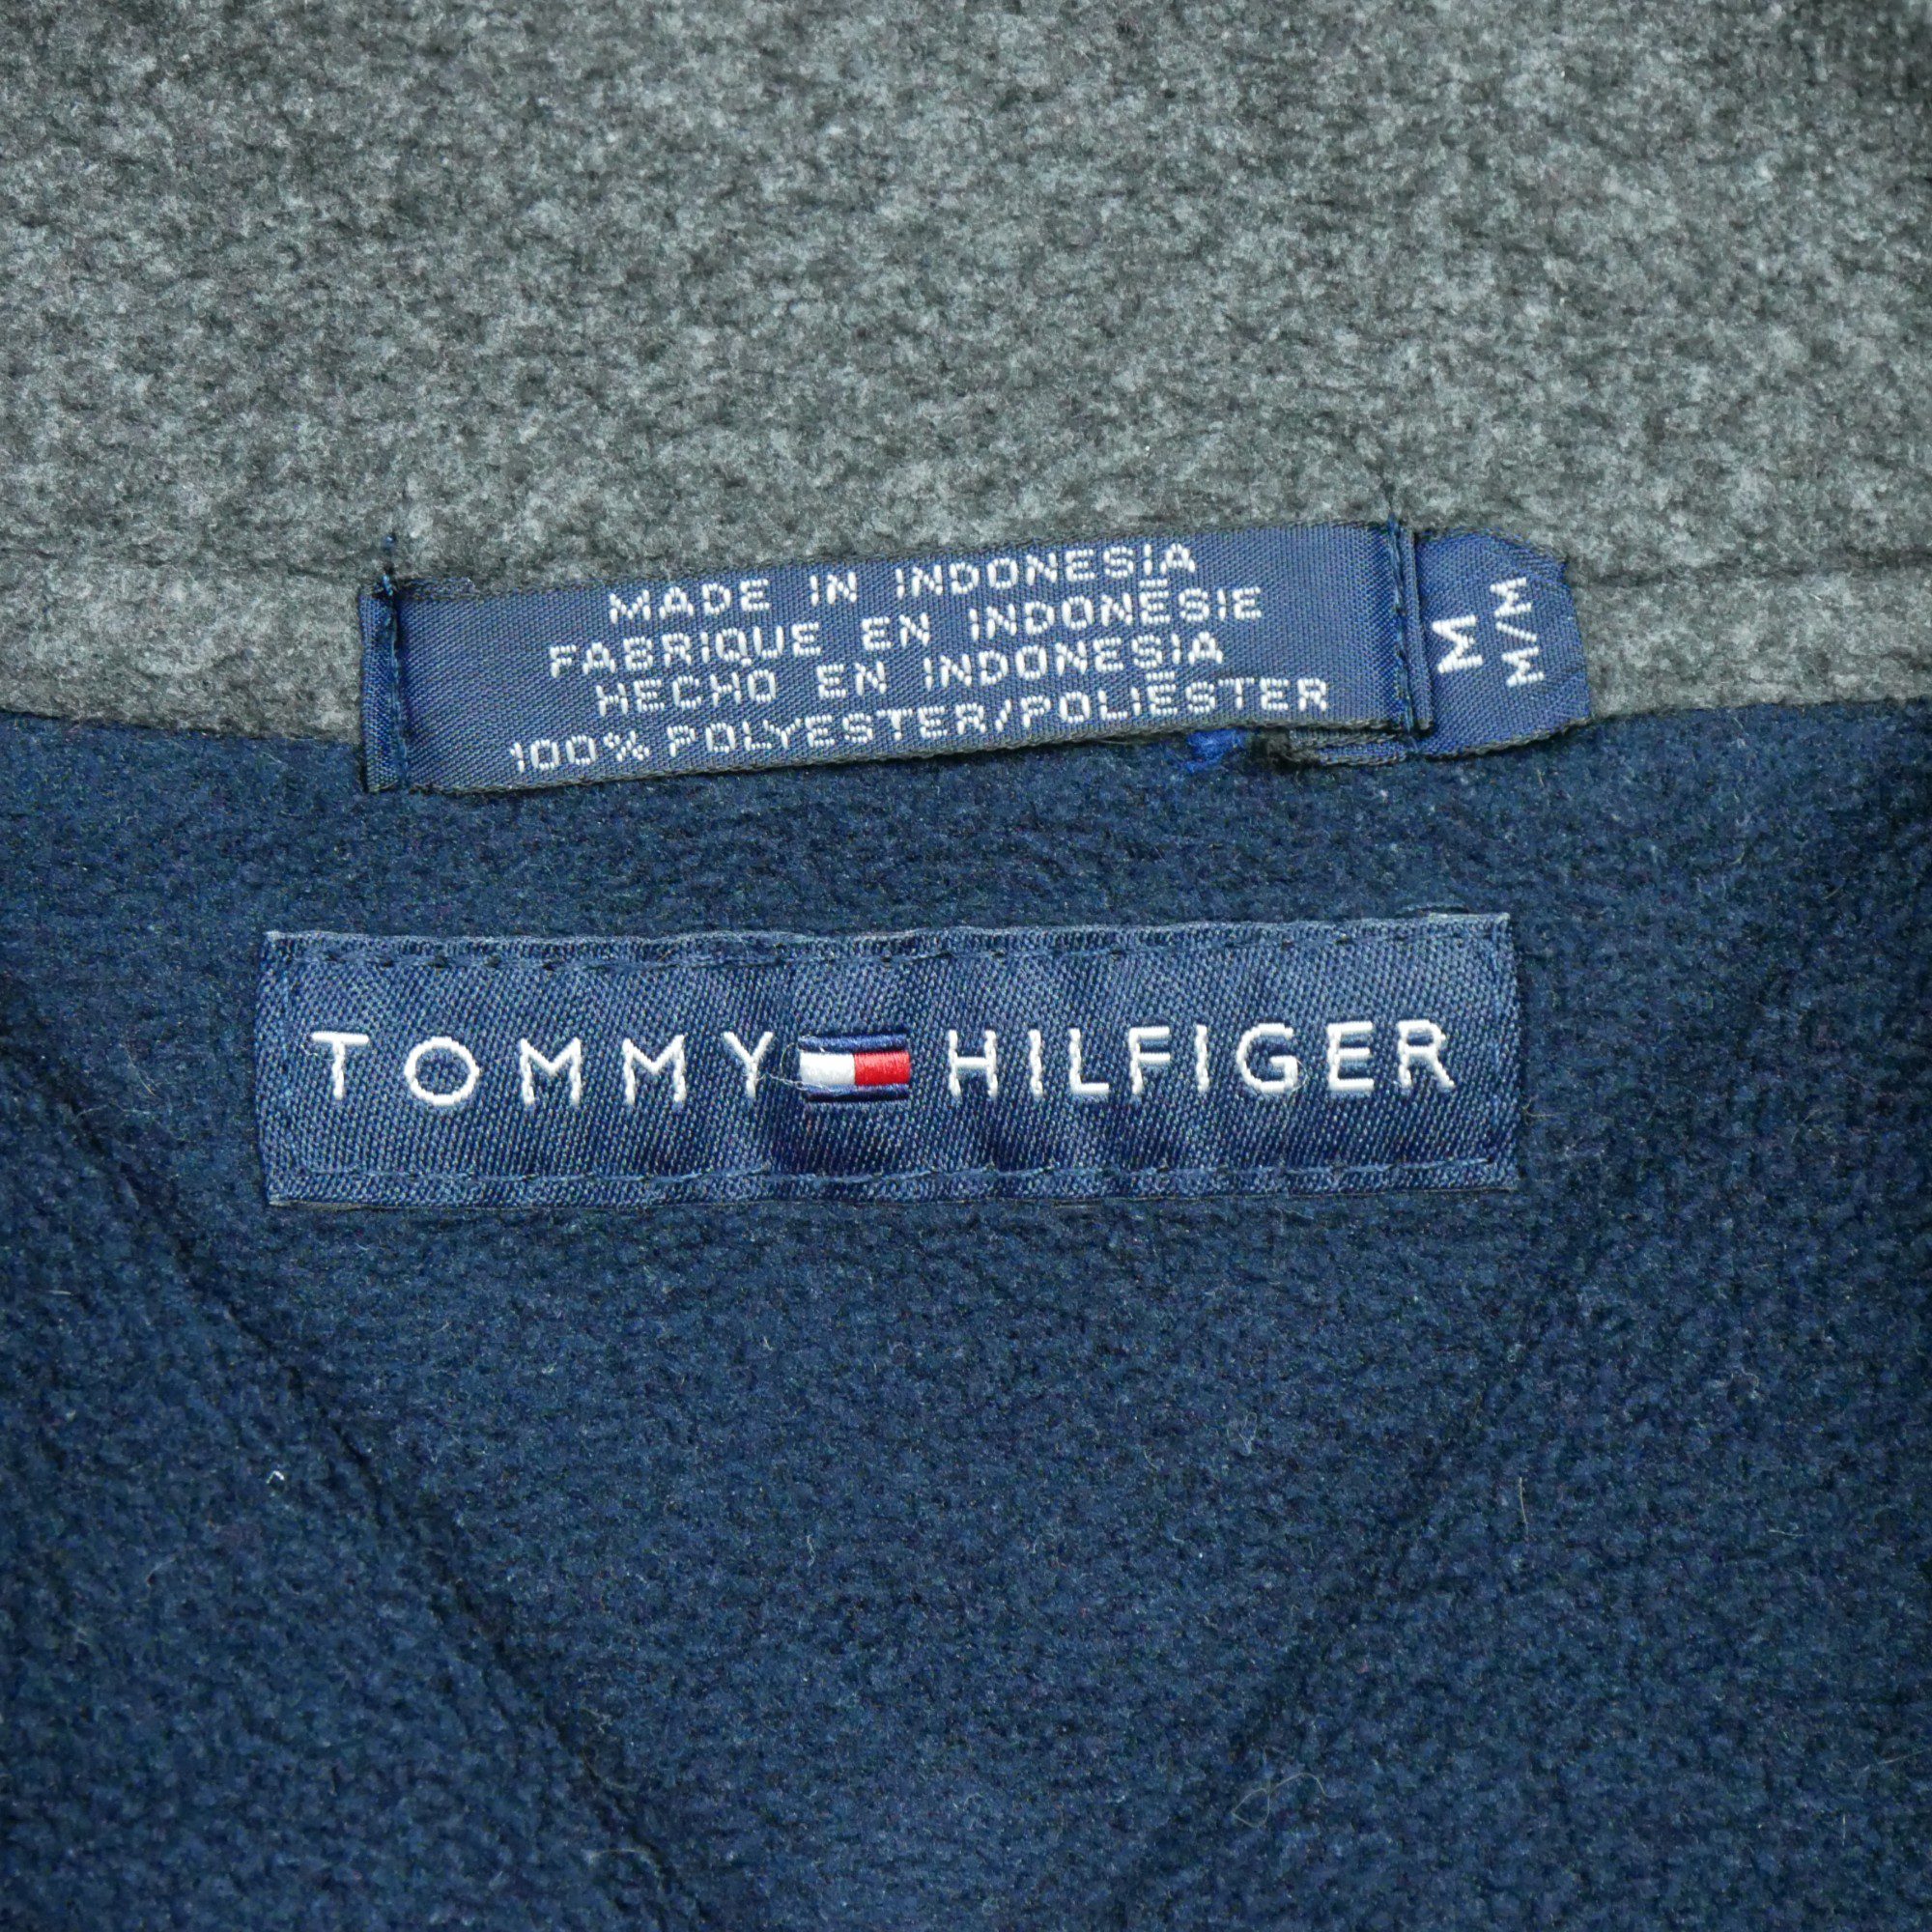 MADE IN INDONESIA
FABRIQUE EN INDONÉSIE
HECHO EN INDONESIA
100% POLYESTER/POLIÉSTER
M
M/M
TOMMY HILFIGER